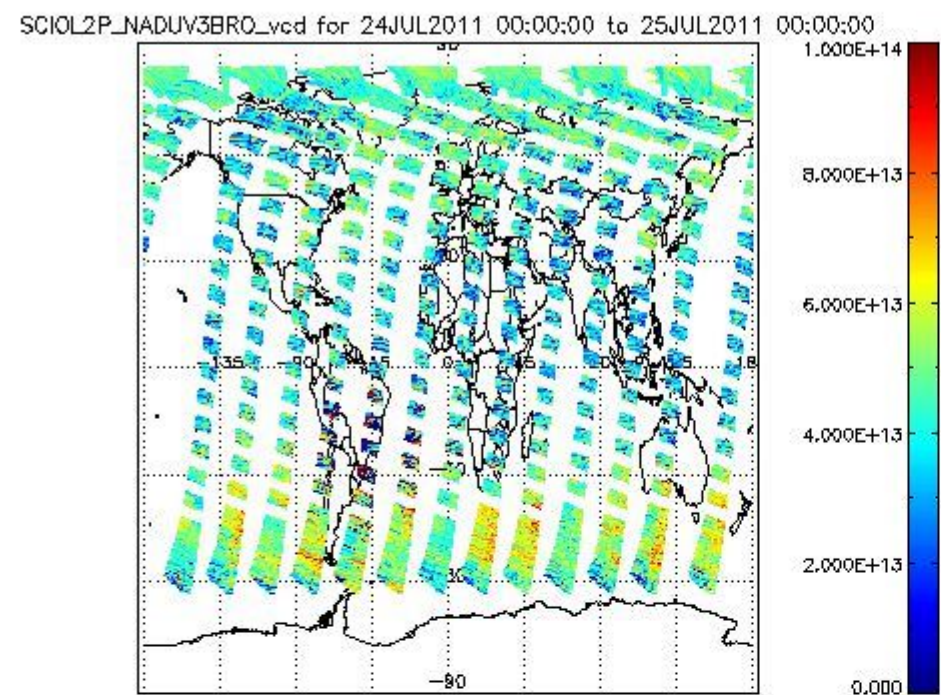 SCIOL2P_NADUV3BRO_vcd for 24JUL2011 00:00:00 to 25JUL2011 00:00:00
1.000E+14
8.000E+13
6.000E+13
4.000E+13
2.000E+13
0.000
-135
-90
-90